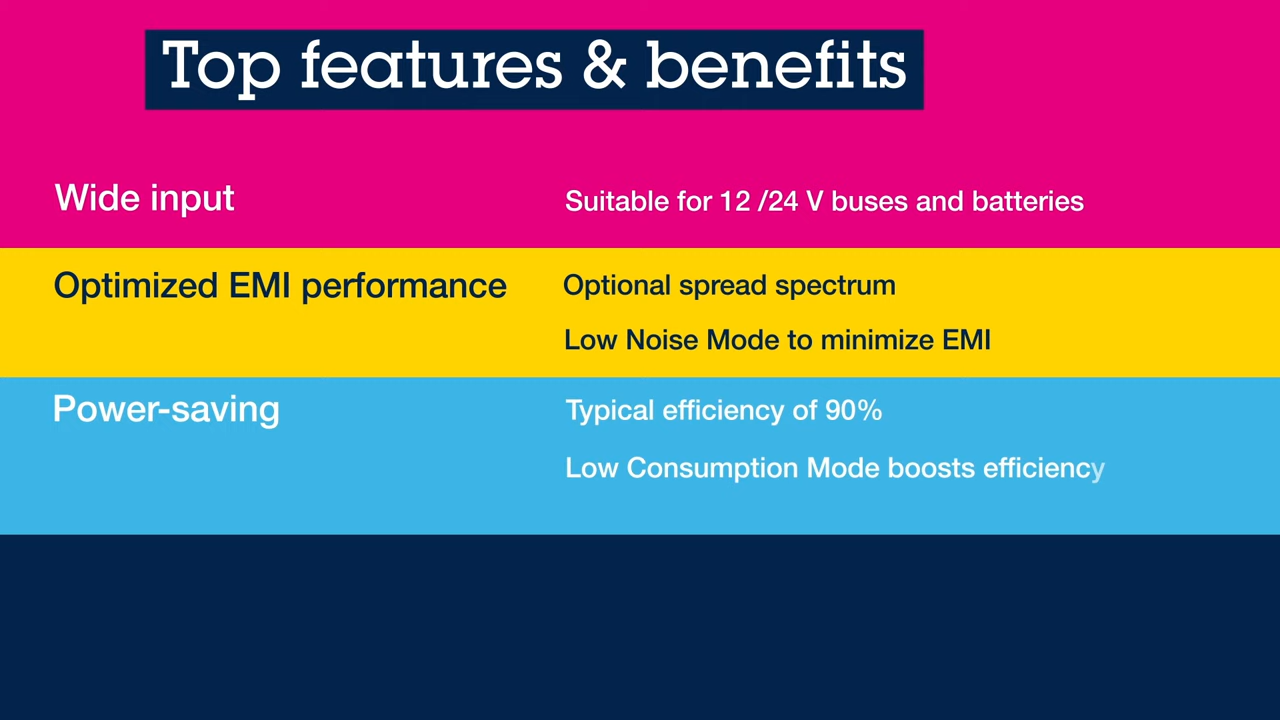 Top features & benefits
Wide input
Suitable for 12 /24 V buses and batteries
Optimized EMI performance
Optional spread spectrum
Low Noise Mode to minimize EMI
Power-saving
Typical efficiency of 90%
Low Consumption Mode boosts efficiency